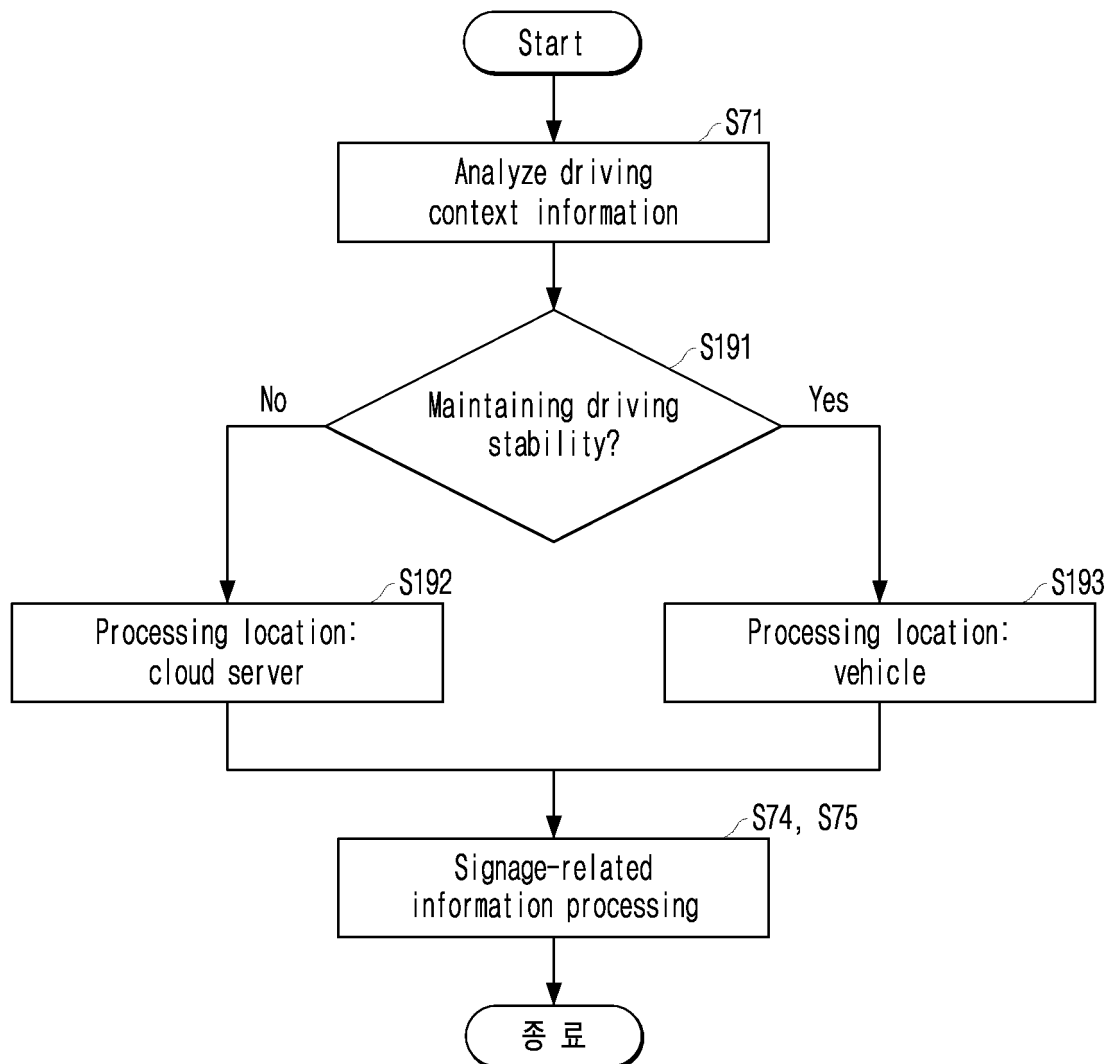 Start
S71
Analyze driving
context information
S191
Maintaining driving
stability?
No
Yes
S192
Processing location:
cloud server
S193
Processing location:
vehicle
S74, S75
Signage-related
information processing
종 료